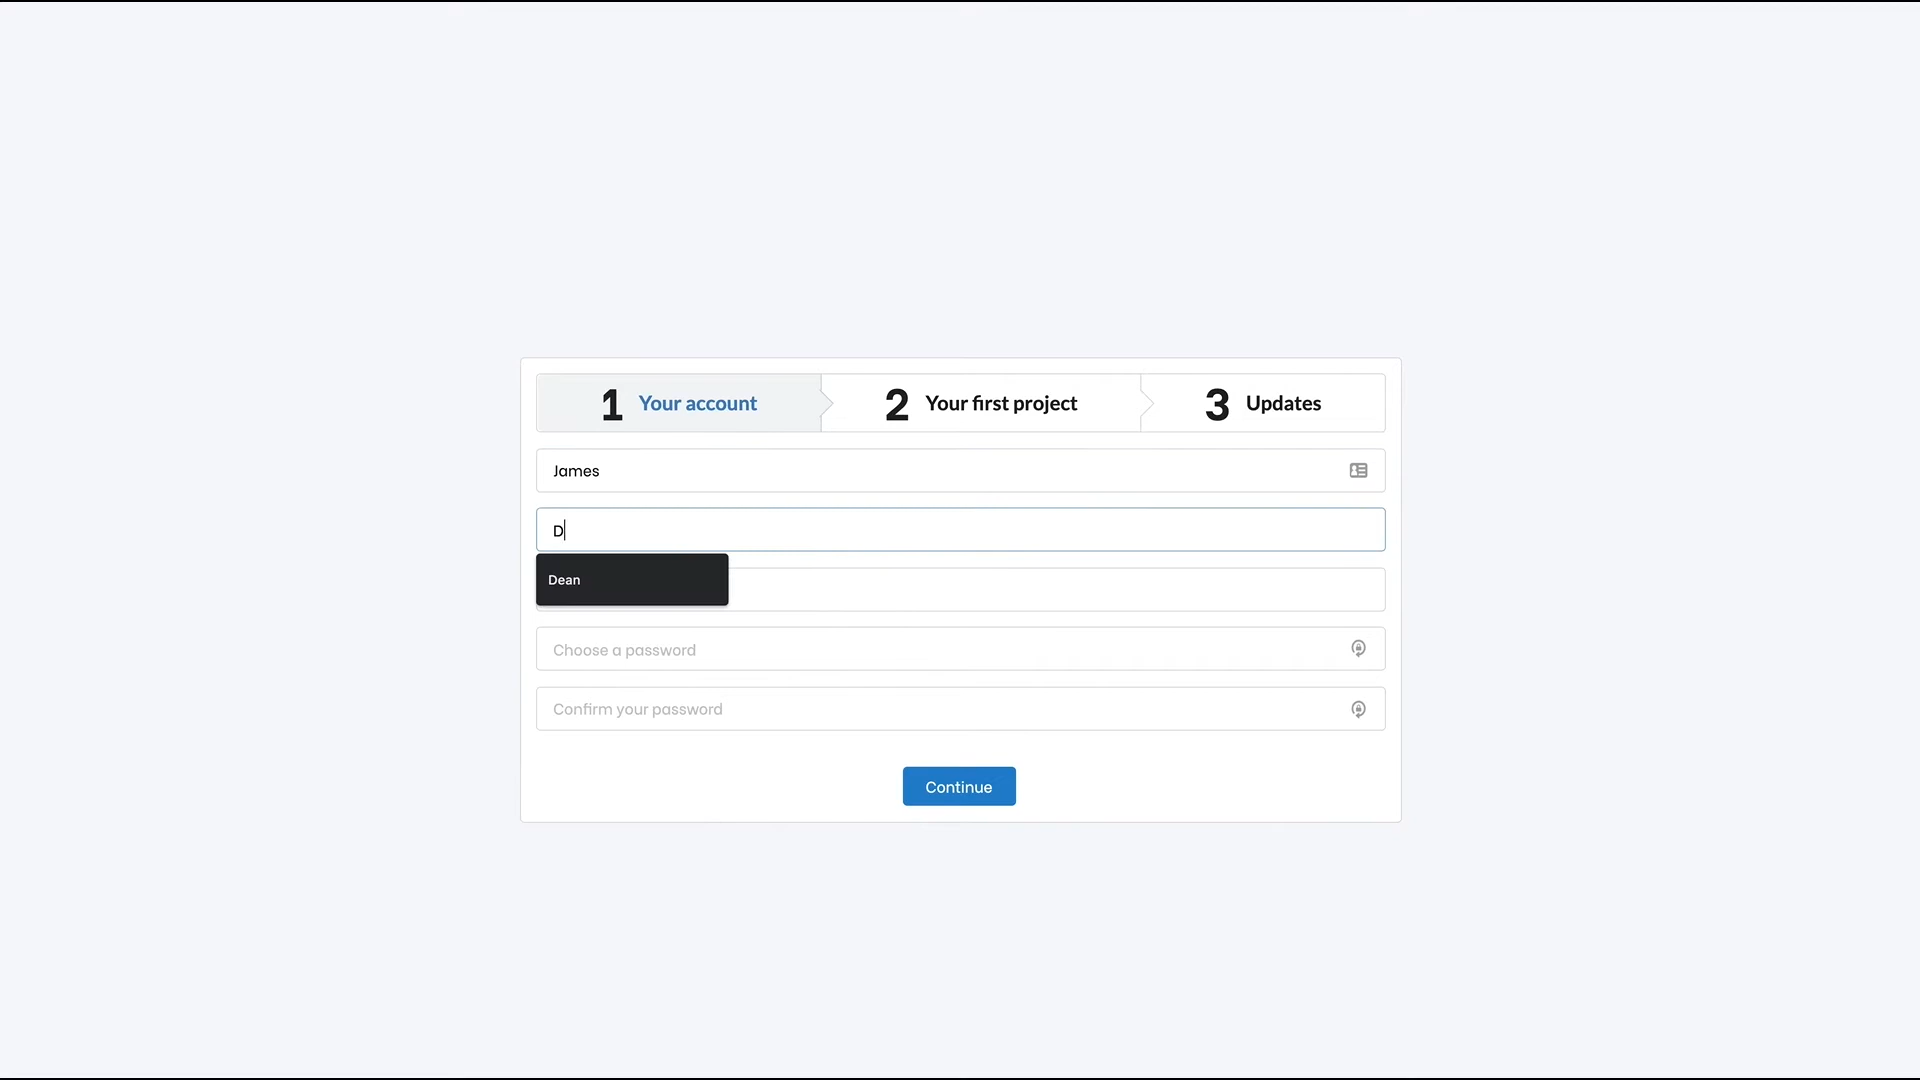 1 Your account 2 Your first project 3 Updates
James
D
Dean
Choose a password
Confirm your password
Continue